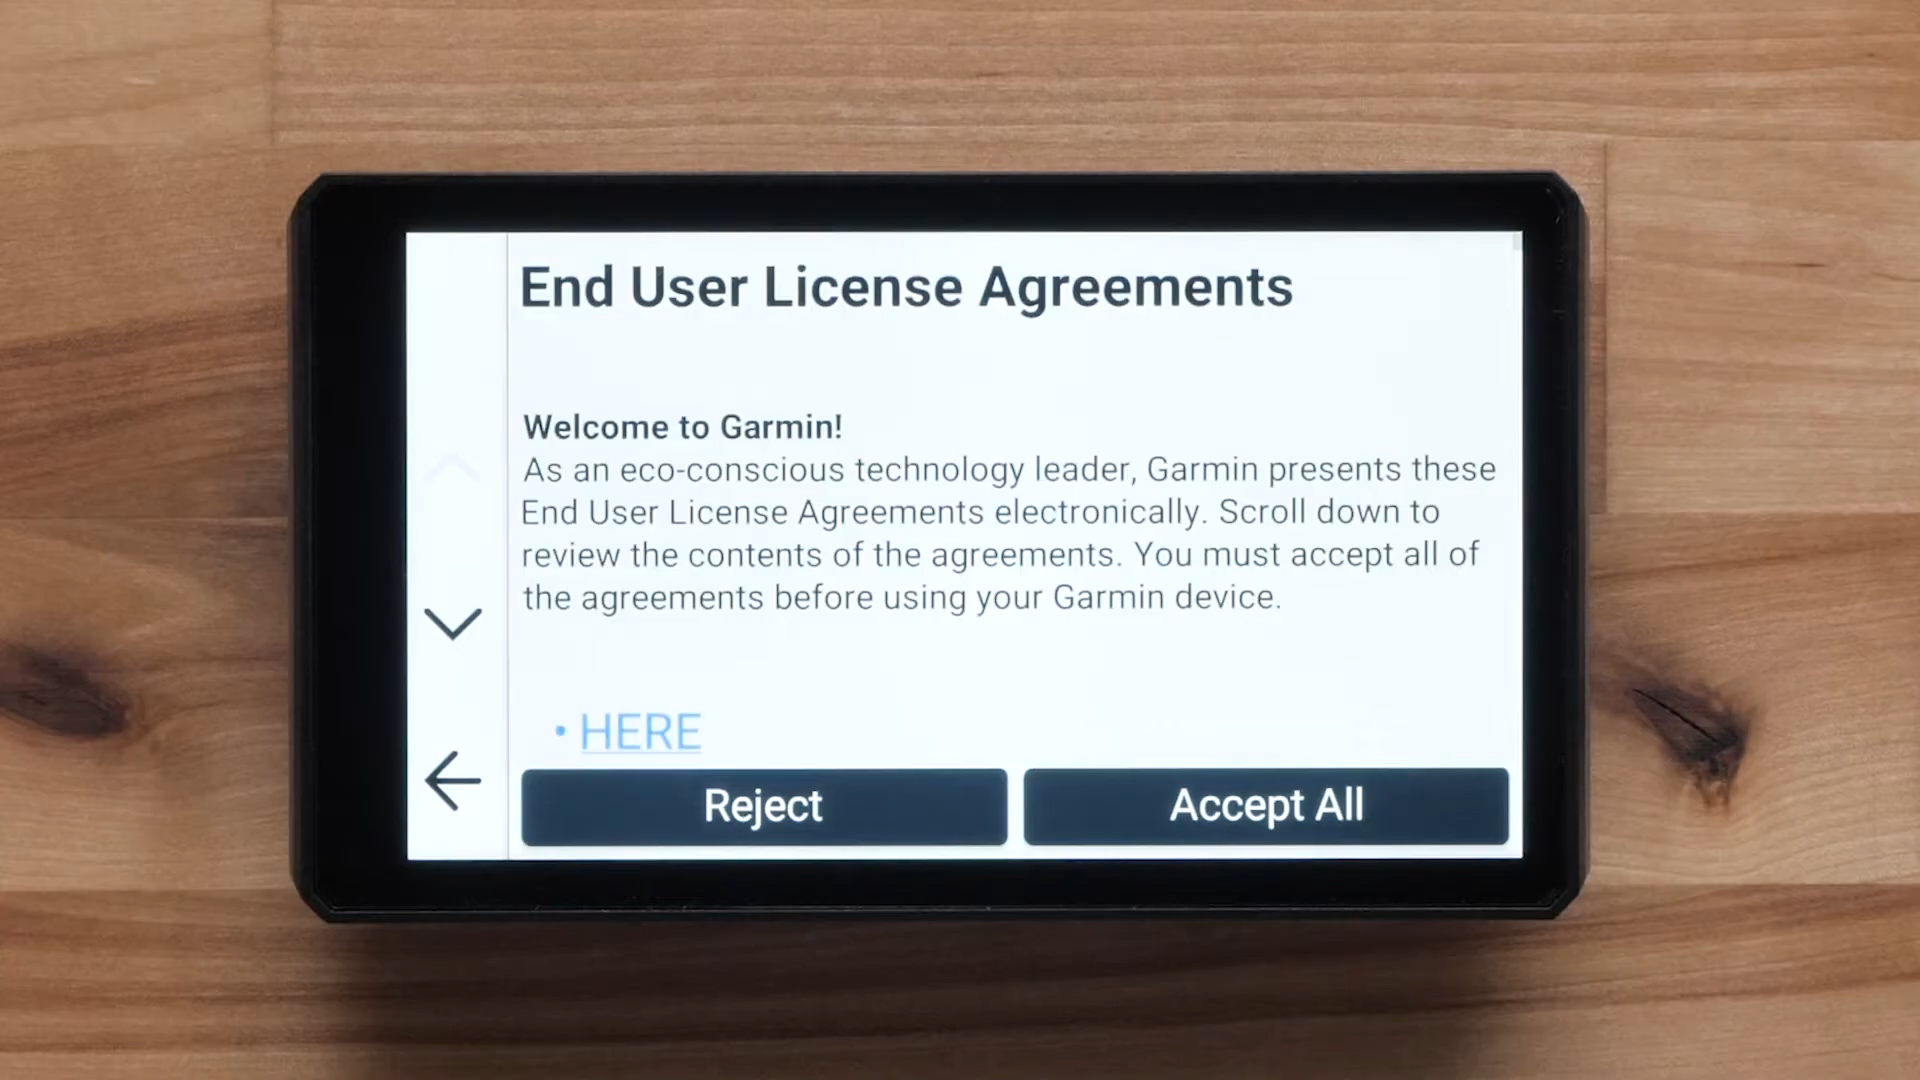 End User License Agreements
Welcome to Garmin!
As an eco-conscious technology leader, Garmin presents these
End User License Agreements electronically. Scroll down to
review the contents of the agreements. You must accept all of
the agreements before using your Garmin device.
• HERE
Reject
Accept All